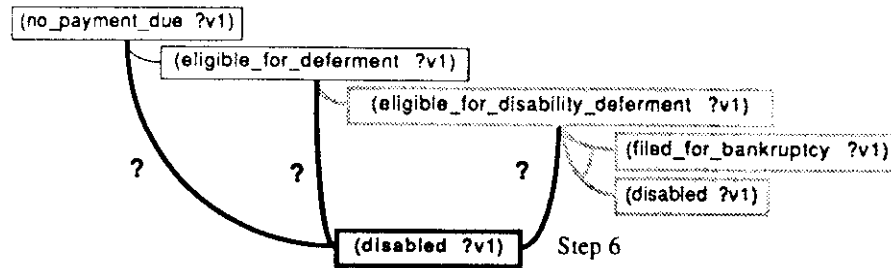 (no_payment_due ?v1)
(eligible_for_deferment ?v1)
(eligible_for_disability_deferment ?v1)
(filed_for_bankruptcy ?v1)
(disabled ?v1)
? ? ?
(disabled ?v1) Step 6